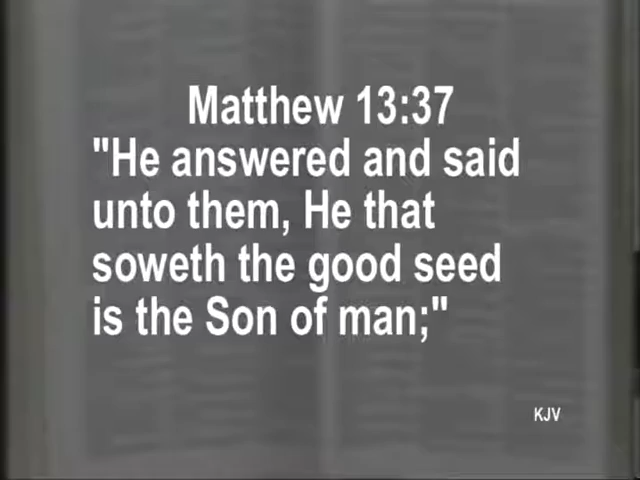 Matthew 13:37
"He answered and said
unto them, He that
soweth the good seed
is the Son of man;"
KJV